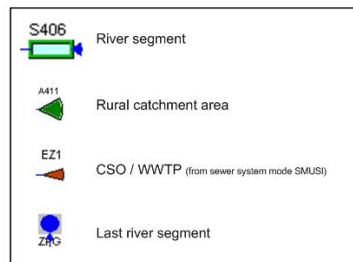 S406
River segment
A411
Rural catchment area
EZ1
CSO / WWTP (from sewer system mode SMUSI)
Last river segment